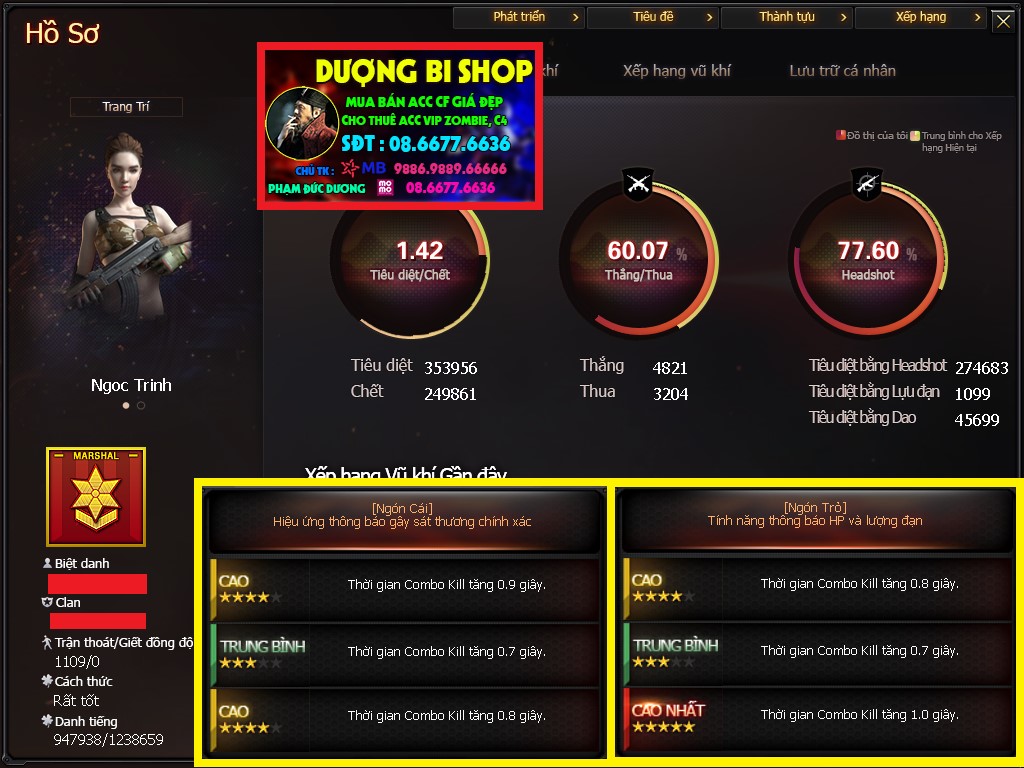 Hồ Sơ
Phát triển
Tiêu đề
Thành tựu
Xếp hạng
khí
Xếp hạng vũ khí
Lưu trữ cá nhân
DƯỢNG BI SHOP
MUA BÁN ACC CF GIÁ ĐẸP
CHO THUÊ ACC VIP ZOMBIE, C4
SĐT : 08.6677.6636
CHỦ TK : MB 9886.9889.66666
PHẠM ĐỨC DƯƠNG momo 08.6677.6636
Trang Trí
Đồ thị của tôi Trung bình cho Xếp
hạng Hiện tại
1.42
Tiêu diệt/Chết
60.07 %
Thắng/Thua
77.60 %
Headshot
Tiêu diệt 353956
Chết 249861
Thắng 4821
Thua 3204
Tiêu diệt bằng Headshot 274683
Tiêu diệt bằng Lựu đạn 1099
Tiêu diệt bằng Dao 45699
Ngoc Trinh
MARSHAL
Biệt danh
Clan
Trận thoát/Giết đồng độ
1109/0
Cách thức
Rất tốt
Danh tiếng
947938/1238659
Xếp hạng Vũ khí Gần đây
[Ngón Cái]
Hiệu ứng thông báo gây sát thương chính xác
CAO
Thời gian Combo Kill tăng 0.9 giây.
TRUNG BÌNH
Thời gian Combo Kill tăng 0.7 giây.
CAO
Thời gian Combo Kill tăng 0.8 giây.
[Ngón Trỏ]
Tính năng thông báo HP và lượng đạn
CAO
Thời gian Combo Kill tăng 0.8 giây.
TRUNG BÌNH
Thời gian Combo Kill tăng 0.7 giây.
CAO NHẤT
Thời gian Combo Kill tăng 1.0 giây.